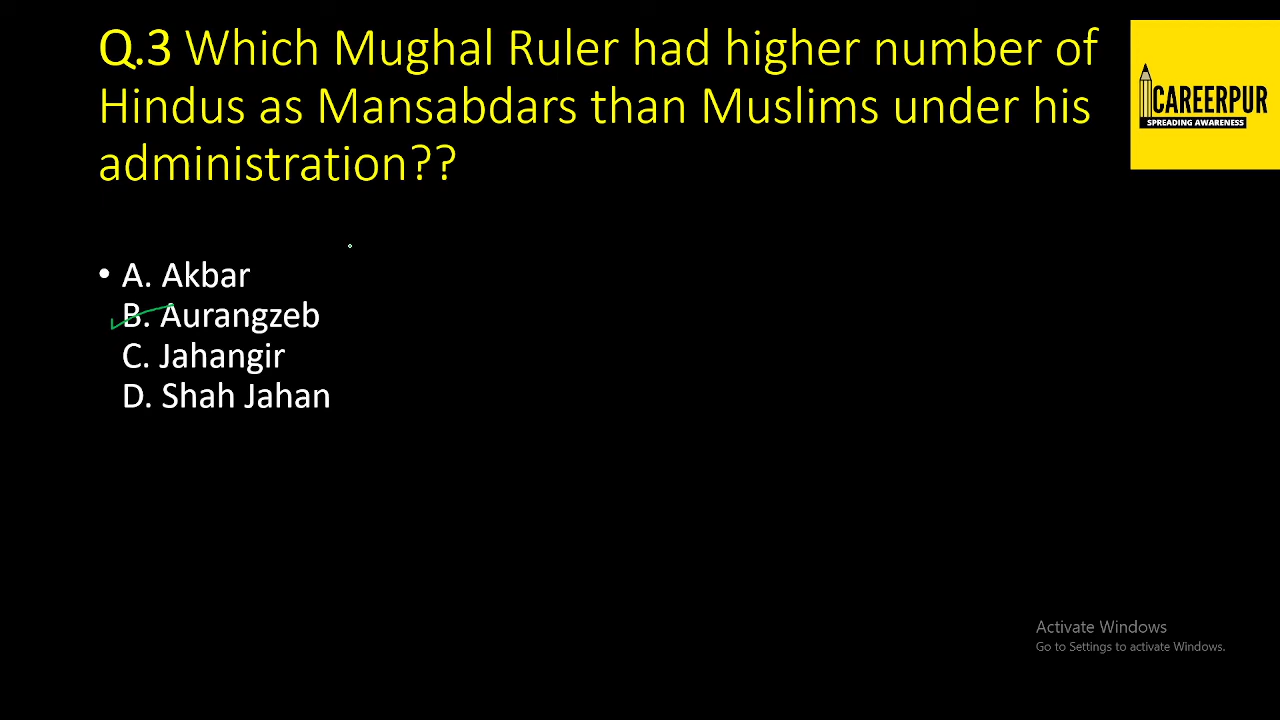 Q.3 Which Mughal Ruler had higher number of
Hindus as Mansabdars than Muslims under his
administration??
CAREERPUR
SPREADING AWARENESS
• A. Akbar
B. Aurangzeb
C. Jahangir
D. Shah Jahan
Activate Windows
Go to Settings to activate Windows.